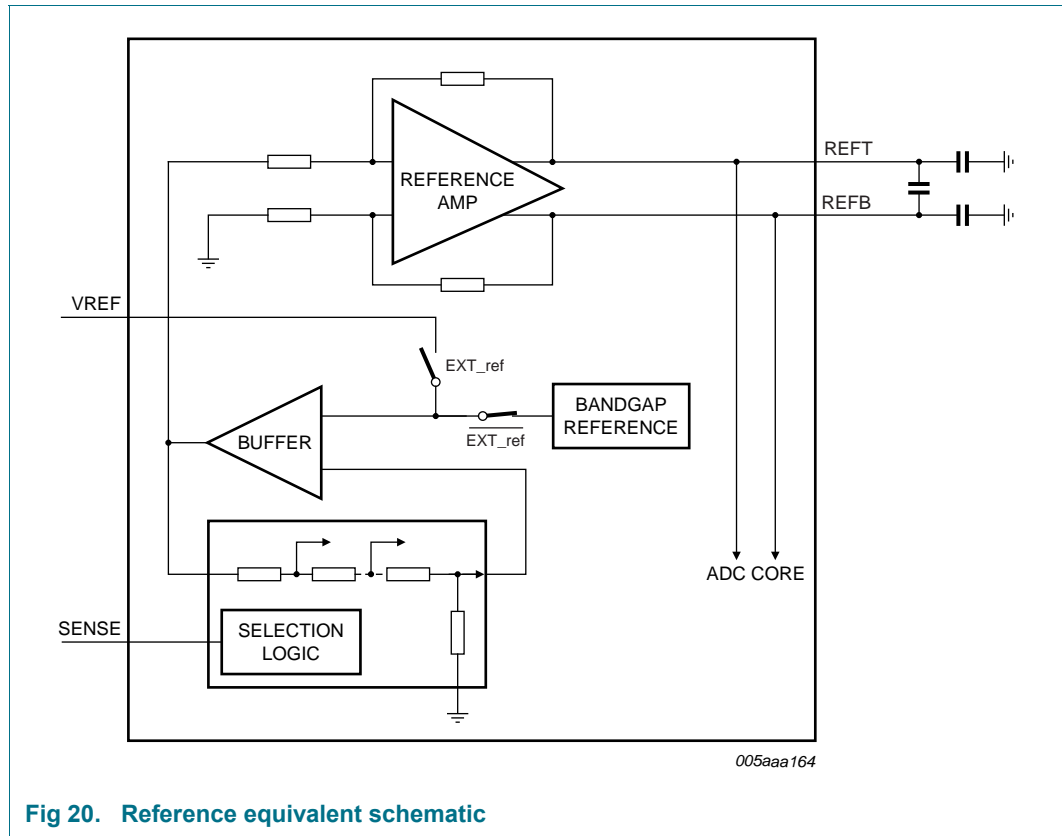 REFERENCE
AMP
REFT
REFB
VREF
EXT_ref
BANDGAP
REFERENCE
EXT_ref
BUFFER
ADC CORE
SENSE
SELECTION
LOGIC
005aaa164
Fig 20. Reference equivalent schematic